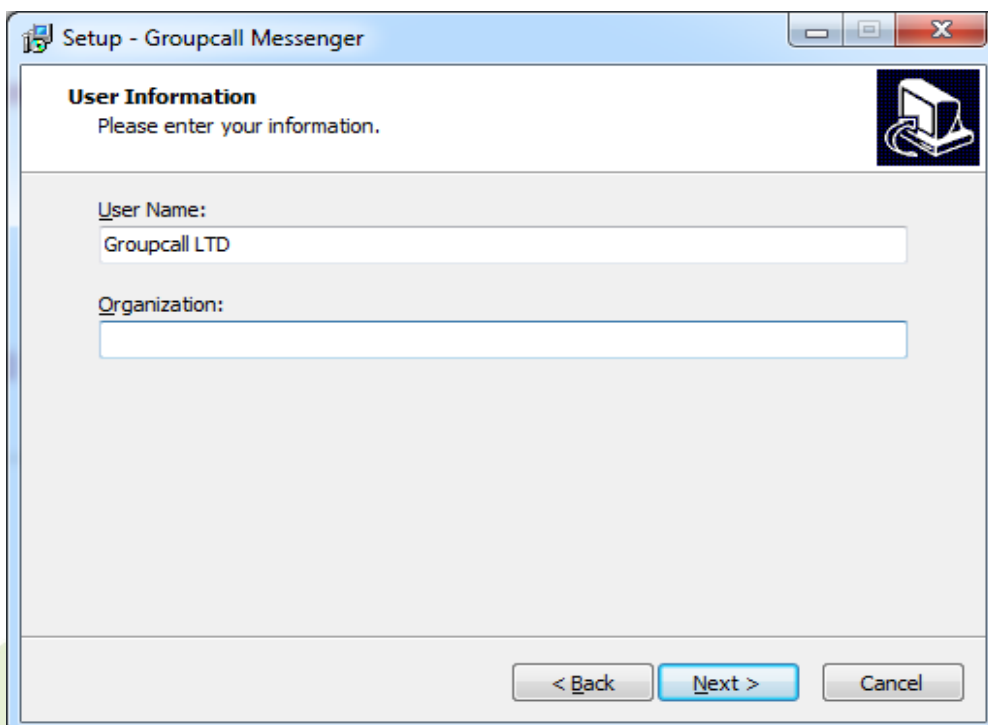 Setup - Groupcall Messenger
User Information
Please enter your information.
User Name:
Groupcall LTD
Organization:
< Back Next > Cancel